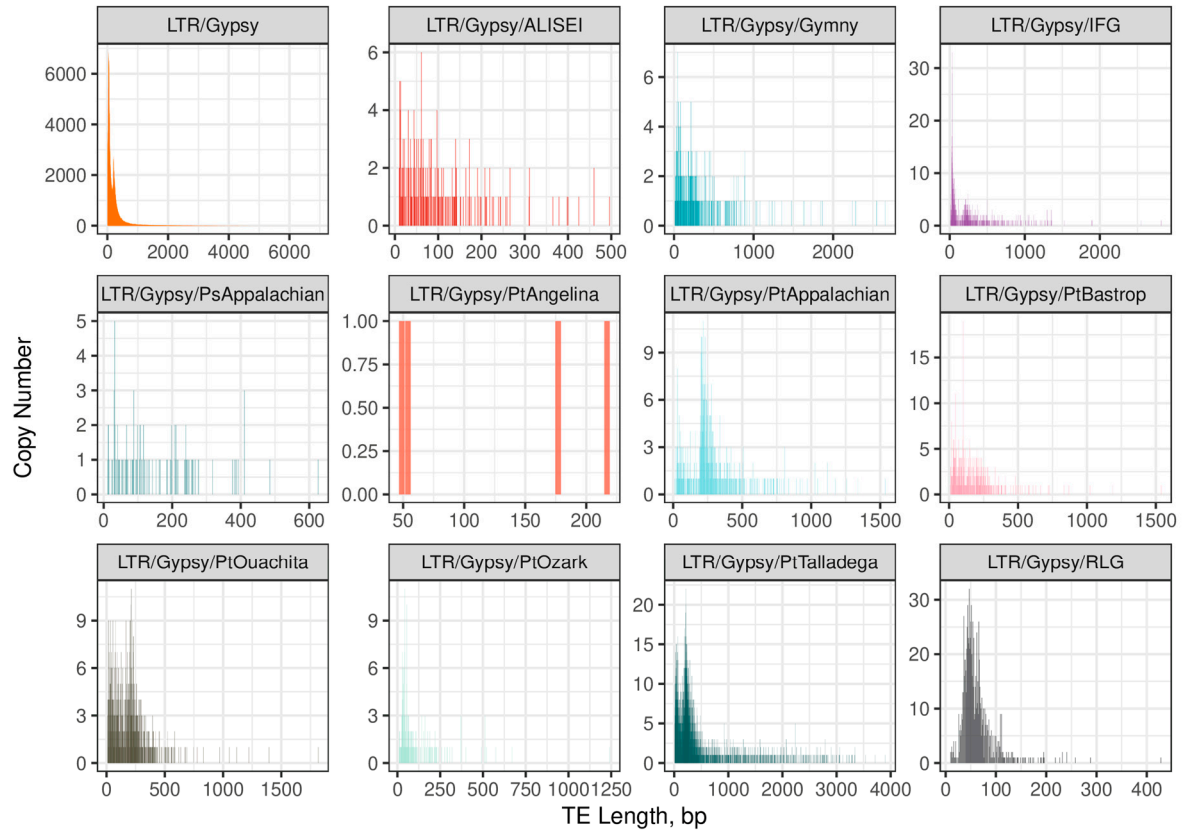 LTR/Gypsy
LTR/Gypsy/ALISEI
LTR/Gypsy/Gymny
LTR/Gypsy/IFG
6000
4000
2000
0
0 2000 4000 6000
6
4
2
0
0 100 200 300 400 500
6
4
2
0
0 1000 2000
30
20
10
0
0 1000 2000
LTR/Gypsy/PsAppalachian
LTR/Gypsy/PtAngelina
LTR/Gypsy/PtAppalachian
LTR/Gypsy/PtBastrop
Copy Number
5
4
3
2
1
0
0 200 400 600
1.00
0.75
0.50
0.25
0.00
50 100 150 200
9
6
3
0
0 500 1000 1500
15
10
5
0
0 500 1000 1500
LTR/Gypsy/PtOuachita
LTR/Gypsy/PtOzark
LTR/Gypsy/PtTalladega
LTR/Gypsy/RLG
9
6
3
0
0 500 1000 1500
9
6
3
0
0 250 500 750 1000 1250
20
15
10
5
0
0 1000 2000 3000 4000
30
20
10
0
0 100 200 300 400
TE Length, bp